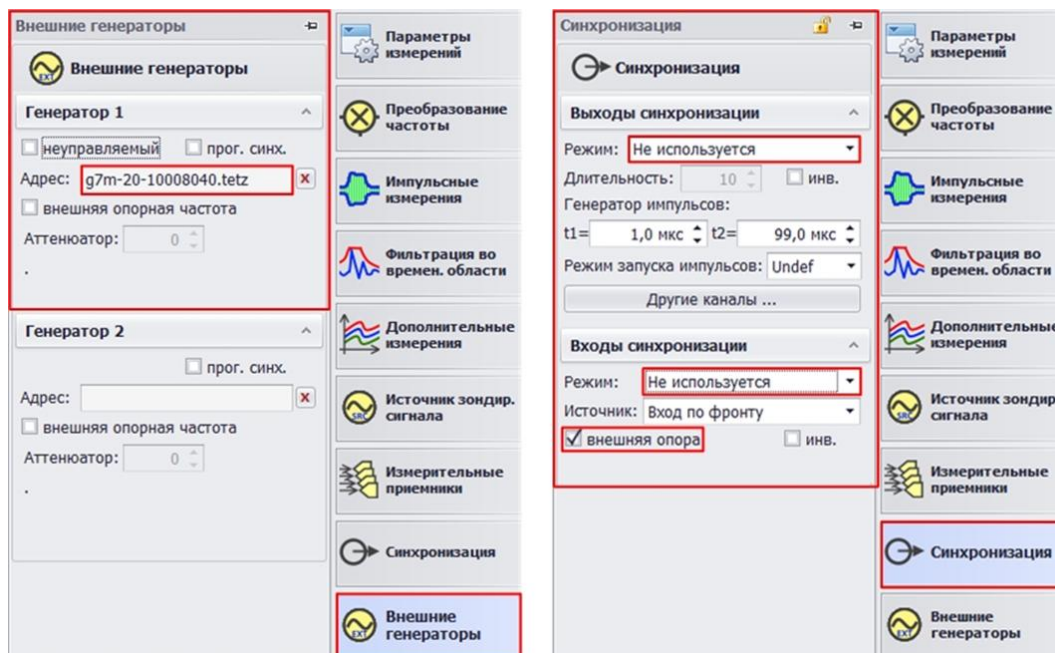 Внешние генераторы
Внешние генераторы
EXT
Генератор 1
неуправляемый прог. синх.
Адрес: g7m-20-10008040.tetz x
внешняя опорная частота
Аттенюатор: 0
.
Генератор 2
прог. синх.
Адрес: x
внешняя опорная частота
Аттенюатор: 0
.
Параметры
измерений
Преобразование
частоты
Импульсные
измерения
Фильтрация во
времен. области
Дополнительные
измерения
Источник зондир.
сигнала
SRC
Измерительные
приемники
Синхронизация
Внешние
генераторы
EXT
Синхронизация
Синхронизация
Выходы синхронизации
Режим: Не используется
Длительность: 10 инв.
Генератор импульсов:
t1= 1,0 мкс t2= 99,0 мкс
Режим запуска импульсов: Undef
Другие каналы ...
Входы синхронизации
Режим: Не используется
Источник: Вход по фронту
внешняя опора инв.
Параметры
измерений
Преобразование
частоты
Импульсные
измерения
Фильтрация во
времен. области
Дополнительные
измерения
Источник зондир
сигнала
SRC
Измерительные
приемники
Синхронизация
Внешние
генераторы
EXT